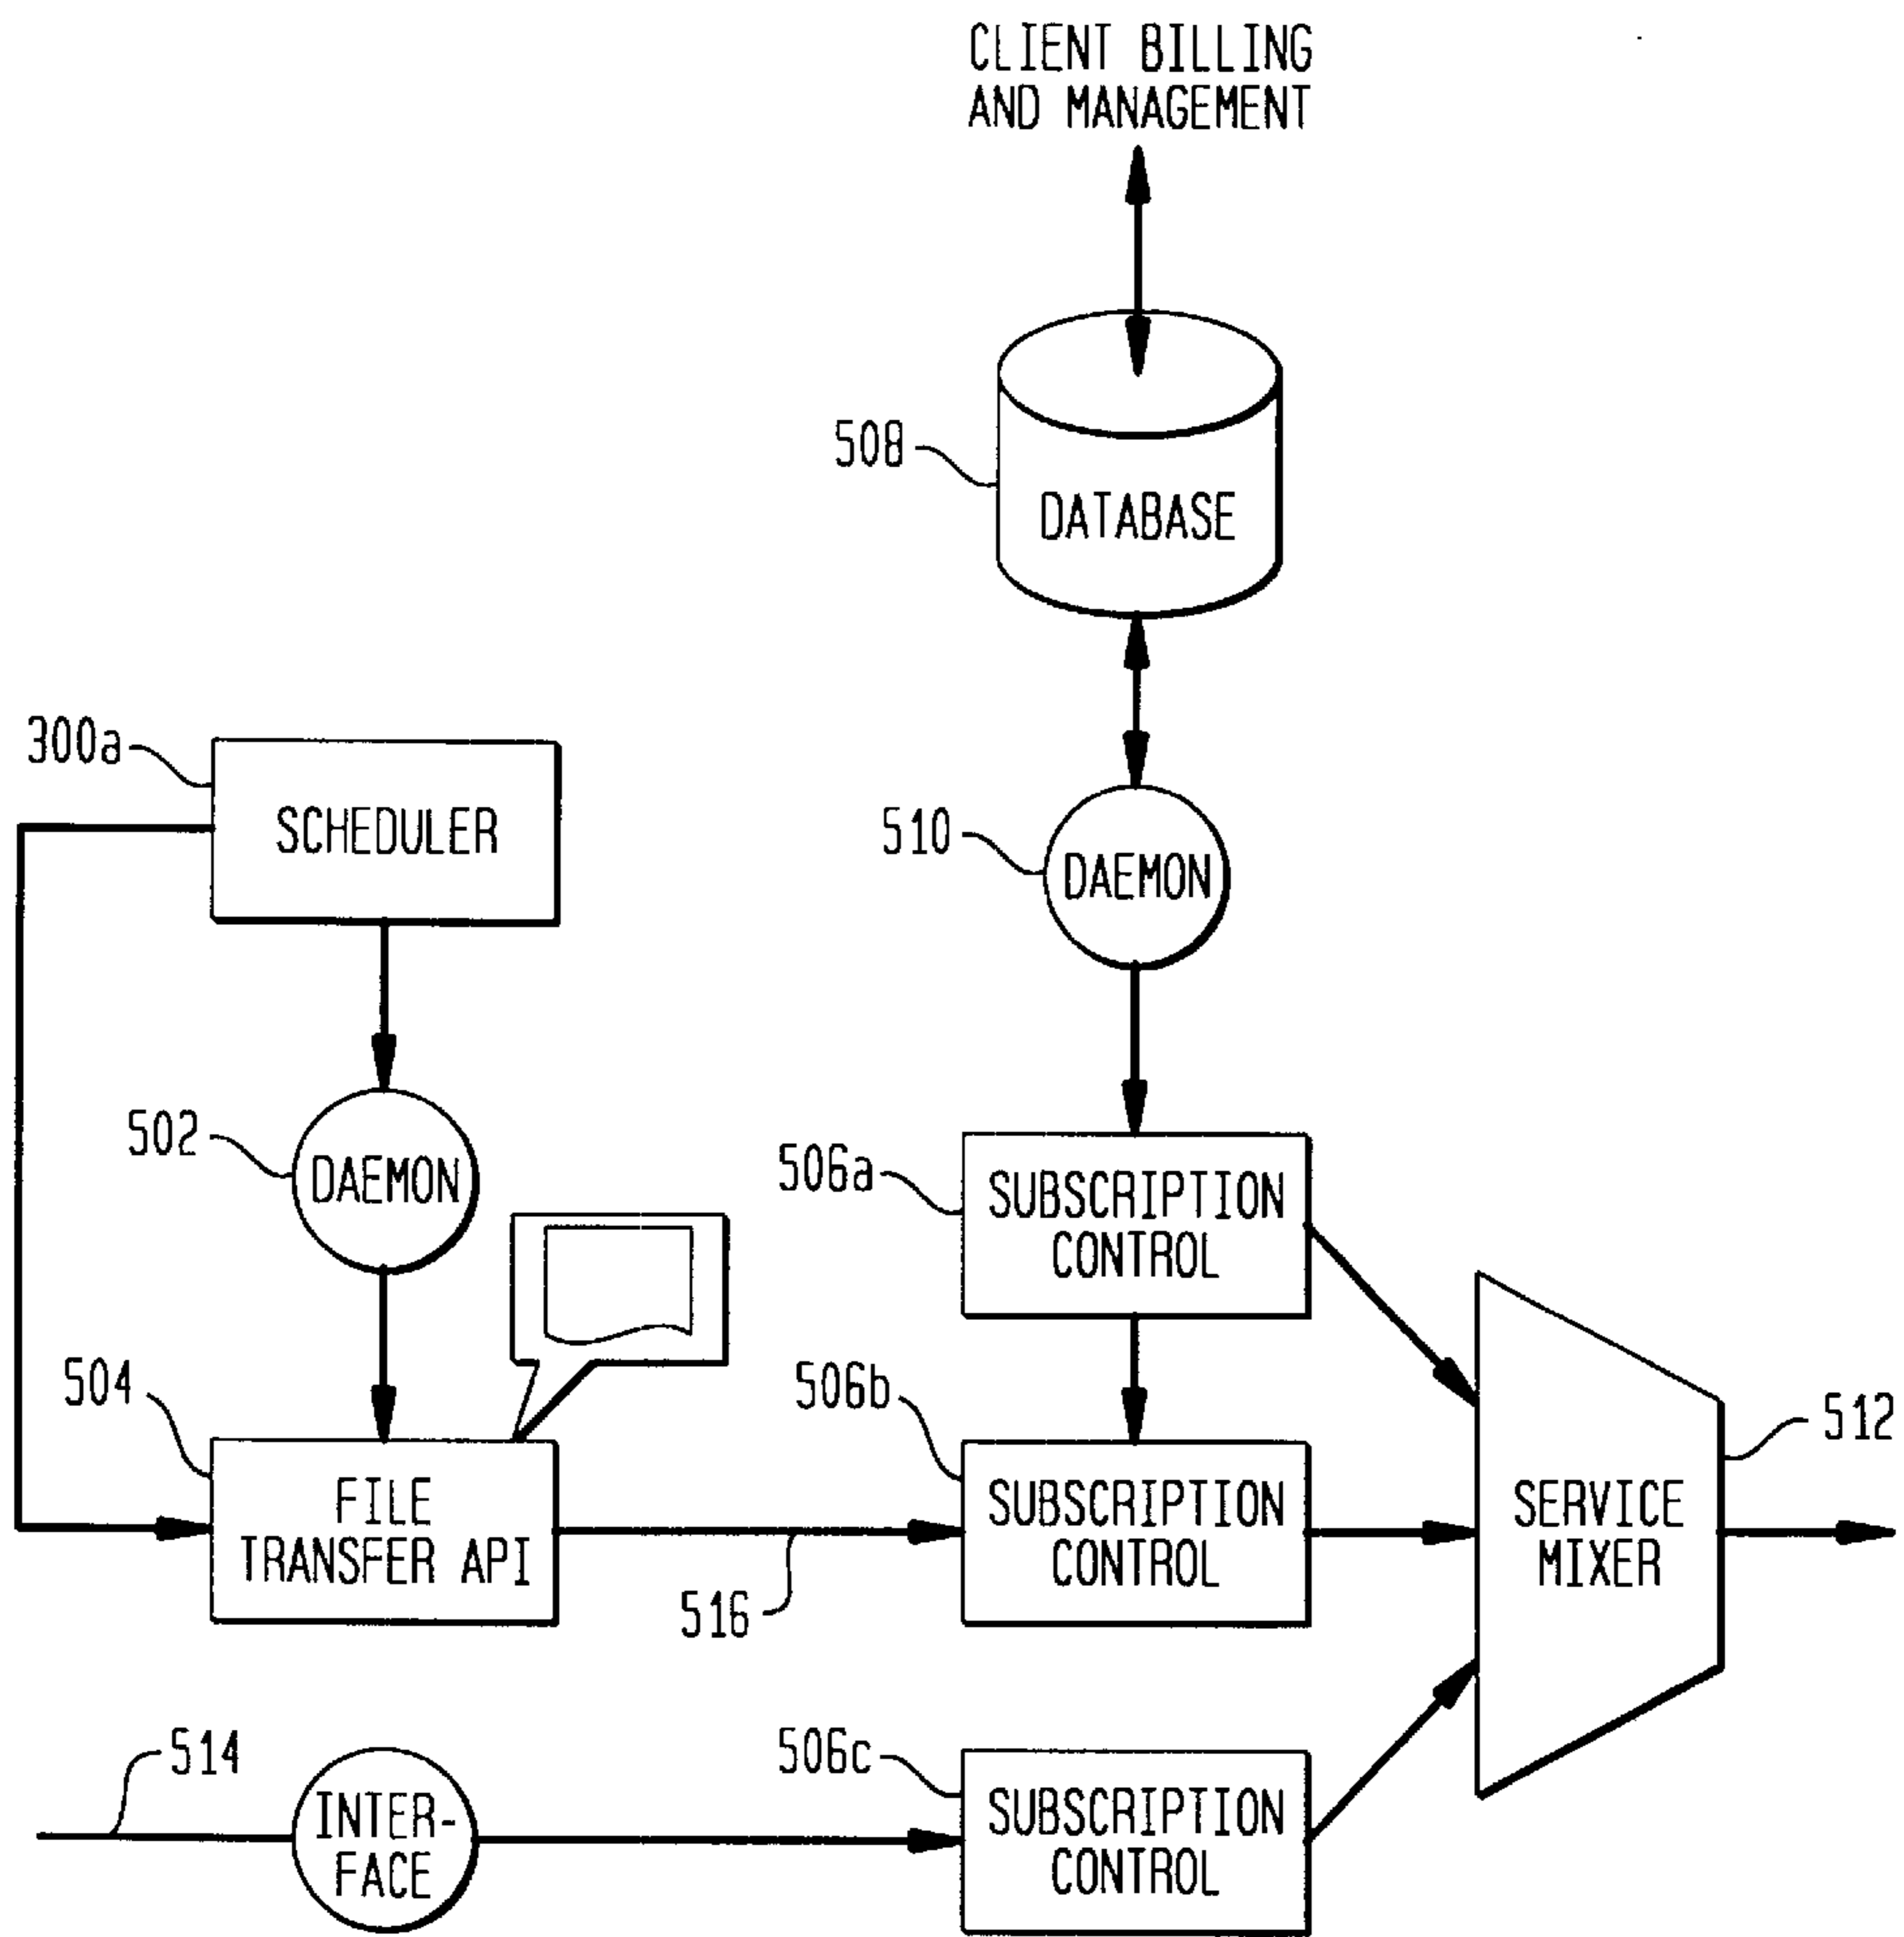 CLIENT BILLING
AND MANAGEMENT
508
DATABASE
300a
SCHEDULER
510
DAEMON
502
DAEMON
506a
SUBSCRIPTION
CONTROL
504
FILE
TRANSFER API
516
506b
SUBSCRIPTION
CONTROL
512
SERVICE
MIXER
514
INTER-
FACE
506c
SUBSCRIPTION
CONTROL